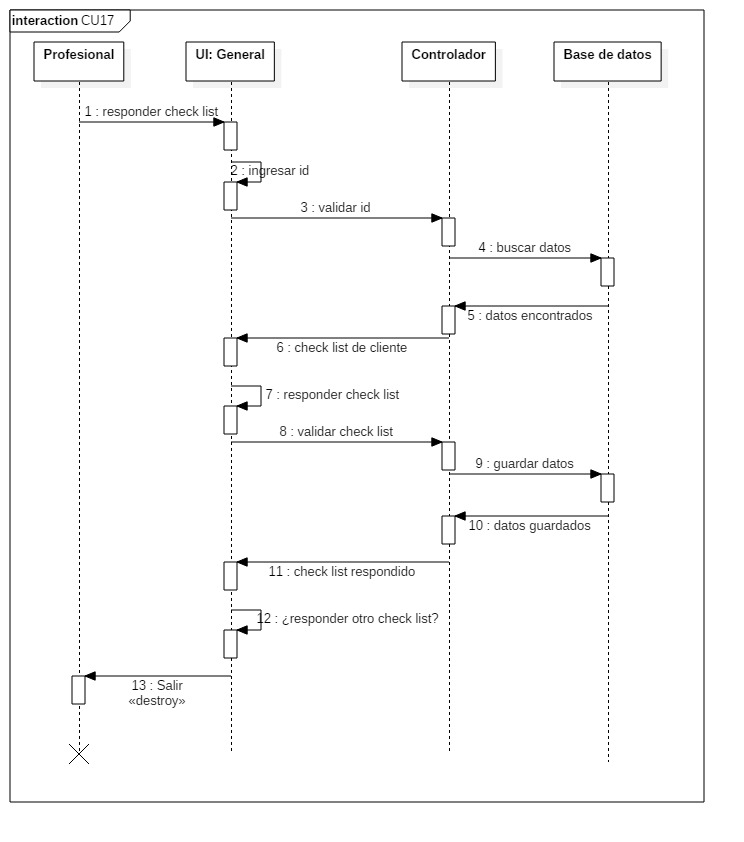 interaction CU17
Profesional
UI: General
Controlador
Base de datos
1 : responder check list
2 : ingresar id
3 : validar id
4 : buscar datos
5 : datos encontrados
6 : check list de cliente
7 : responder check list
8 : validar check list
9 : guardar datos
10 : datos guardados
11 : check list respondido
12 : ¿responder otro check list?
13 : Salir
«destroy»